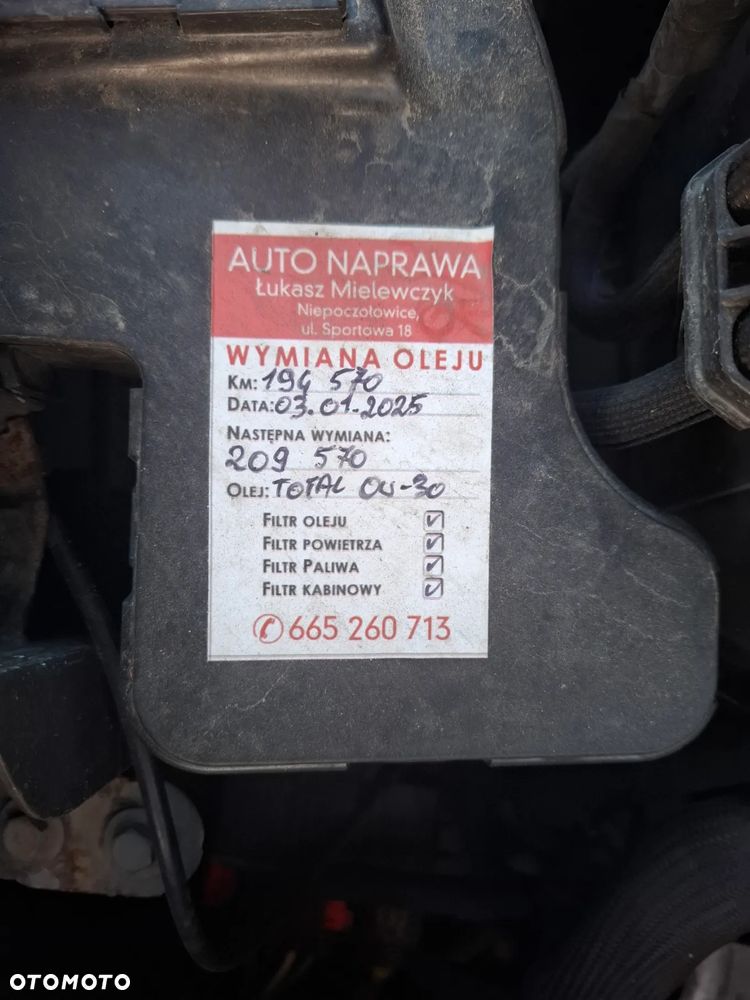 AUTO NAPRAWA
Łukasz Mielewczyk
Niepoczołowice,
ul. Sportowa 18
WYMIANA OLEJU
KM: 194 570
DATA: 03.01.2025
NASTĘPNA WYMIANA:
209 570
OLEJ: TOTAL 0W-30
FILTR OLEJU ☑
FILTR POWIETRZA ☑
FILTR PALIWA ☑
FILTR KABINOWY ☑
665 260 713
OTOMOTO